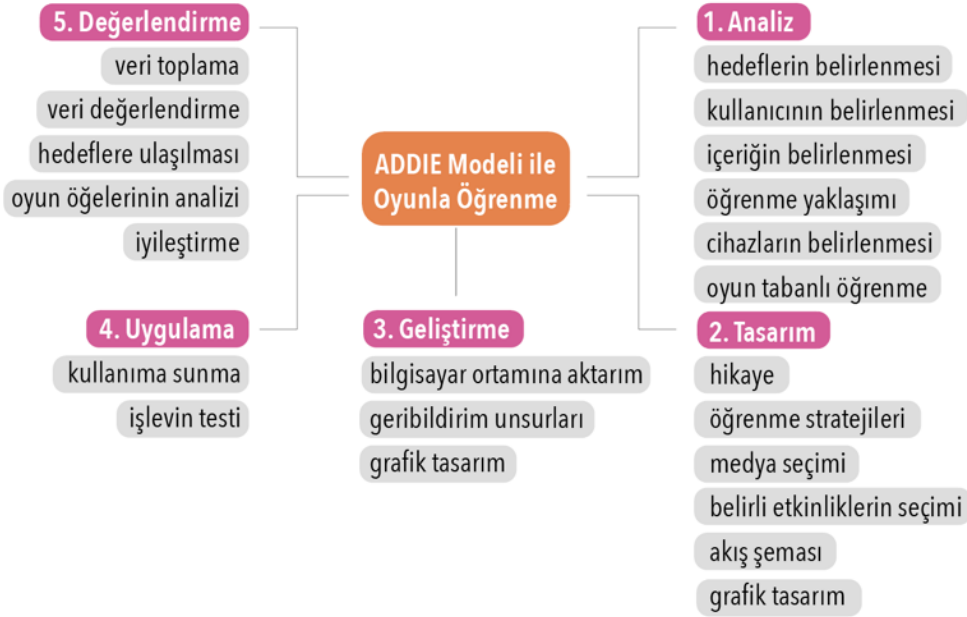 ADDIE Modeli ile
Oyunla Öğrenme
1. Analiz
hedeflerin belirlenmesi
kullanıcının belirlenmesi
içeriğin belirlenmesi
öğrenme yaklaşımı
cihazların belirlenmesi
oyun tabanlı öğrenme
2. Tasarım
hikaye
öğrenme stratejileri
medya seçimi
belirli etkinliklerin seçimi
akış şeması
grafik tasarım
3. Geliştirme
bilgisayar ortamına aktarım
geribildirim unsurları
grafik tasarım
4. Uygulama
kullanıma sunma
işlevin testi
5. Değerlendirme
veri toplama
veri değerlendirme
hedeflere ulaşılması
oyun öğelerinin analizi
iyileştirme